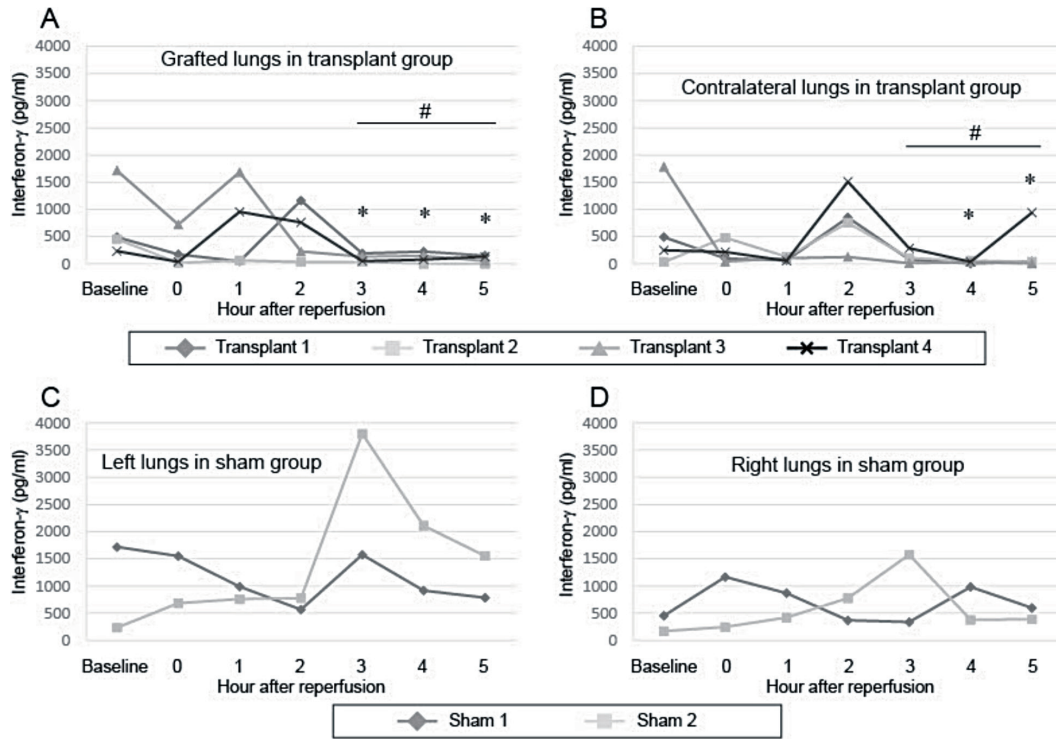 A
Grafted lungs in transplant group
Interferon-γ (pg/ml)
4000
3500
3000
2500
2000
1500
1000
500
0
#
* * *
Baseline 0 1 2 3 4 5
Hour after reperfusion
B
Contralateral lungs in transplant group
Interferon-γ (pg/ml)
4000
3500
3000
2500
2000
1500
1000
500
0
#
* *
Baseline 0 1 2 3 4 5
Hour after reperfusion
Transplant 1 Transplant 2 Transplant 3 Transplant 4
C
Left lungs in sham group
Interferon-γ (pg/ml)
4000
3500
3000
2500
2000
1500
1000
500
0
Baseline 0 1 2 3 4 5
Hour after reperfusion
D
Right lungs in sham group
Interferon-γ (pg/ml)
4000
3500
3000
2500
2000
1500
1000
500
0
Baseline 0 1 2 3 4 5
Hour after reperfusion
Sham 1 Sham 2